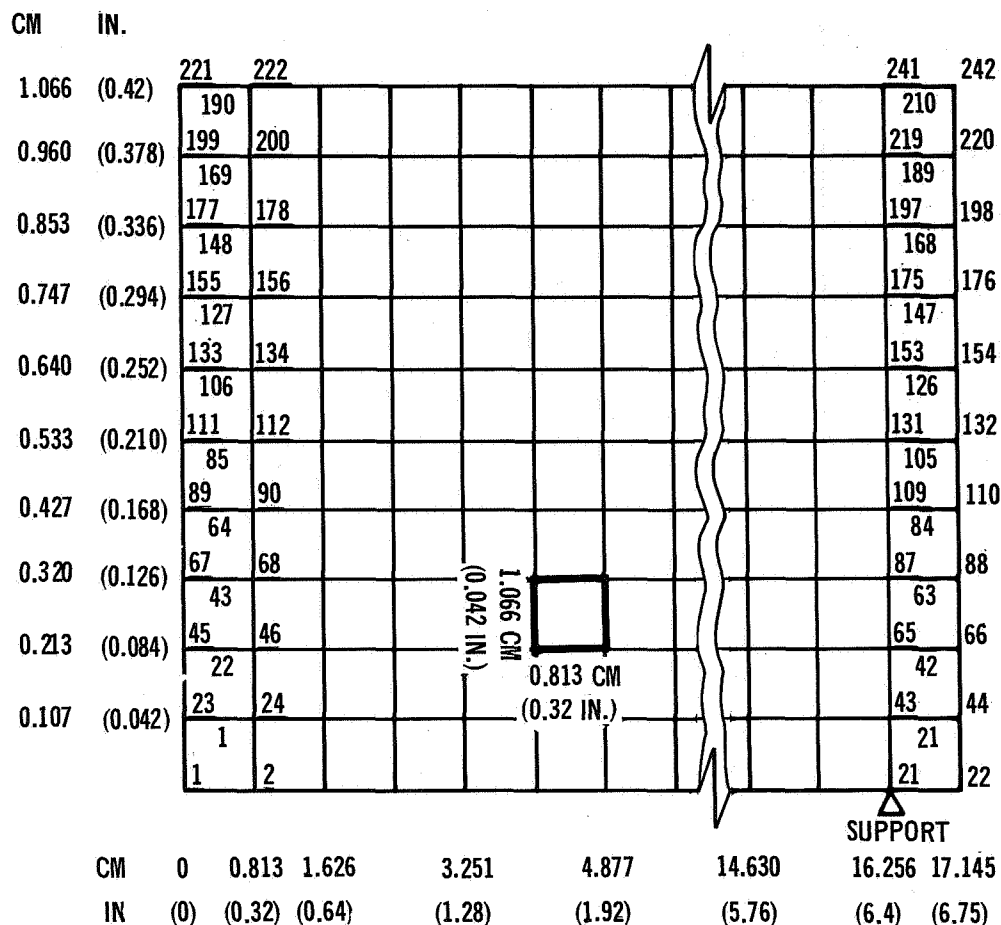 CM IN.
221 222 241 242
1.066 (0.42)
190 210
199 200 219 220
0.960 (0.378)
169 189
177 178 197 198
0.853 (0.336)
148 168
155 156 175 176
0.747 (0.294)
127 147
133 134 153 154
0.640 (0.252)
106 126
111 112 131 132
0.533 (0.210)
85 105
89 90 109 110
0.427 (0.168)
64 84
67 68 87 88
0.320 (0.126)
1.066 CM
(0.042 IN.)
43 63
45 46 65 66
0.213 (0.084)
22 42
0.813 CM
(0.32 IN.)
23 24 43 44
0.107 (0.042)
1 21
1 2 21 22
SUPPORT
CM 0 0.813 1.626 3.251 4.877 14.630 16.256 17.145
IN (0) (0.32) (0.64) (1.28) (1.92) (5.76) (6.4) (6.75)